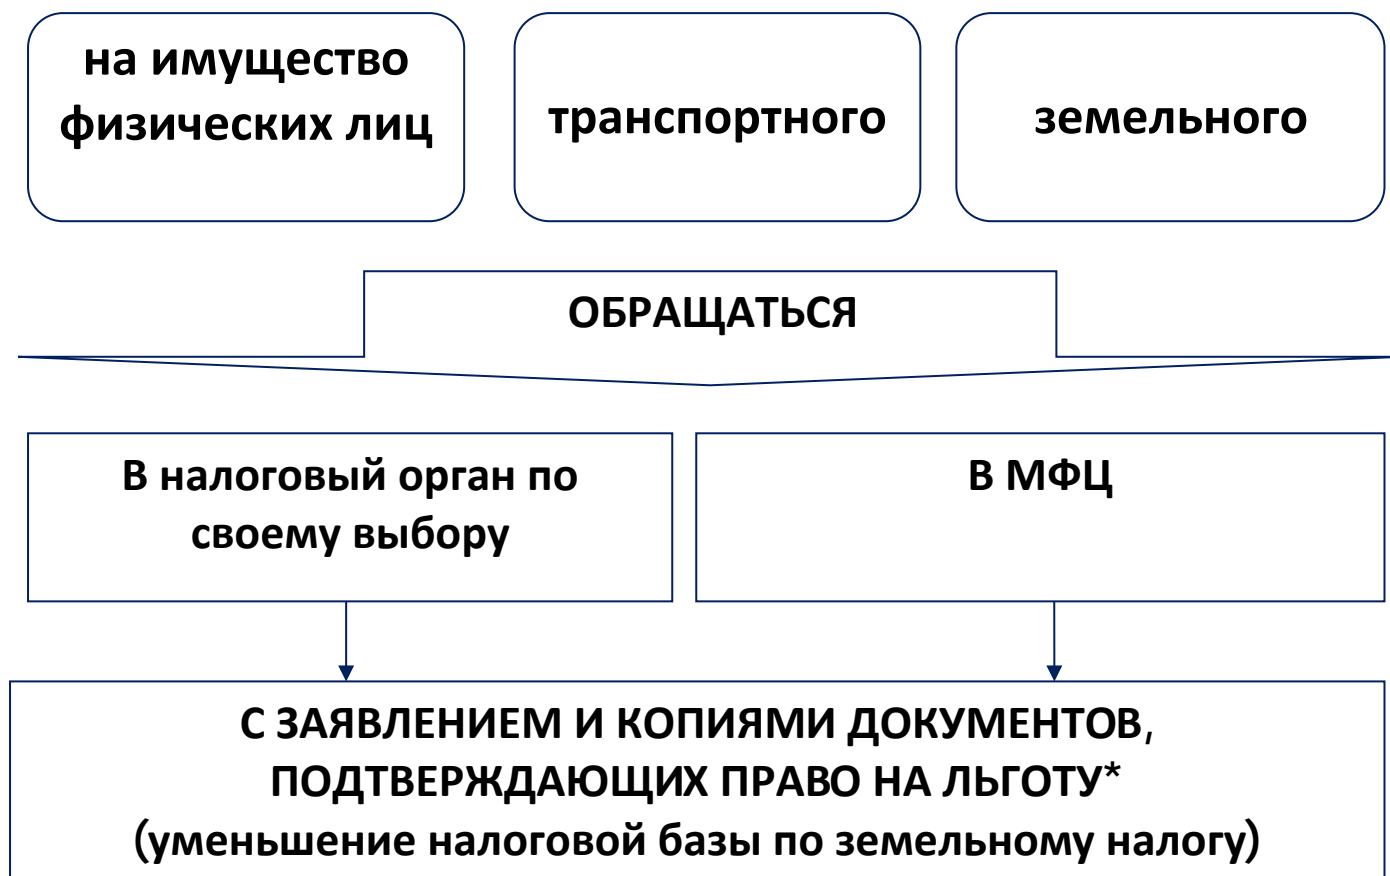 на имущество
физических лиц
транспортного
земельного
ОБРАЩАТЬСЯ
В налоговый орган по
своему выбору
В МФЦ
С ЗАЯВЛЕНИЕМ И КОПИЯМИ ДОКУМЕНТОВ,
ПОДТВЕРЖДАЮЩИХ ПРАВО НА ЛЬГОТУ*
(уменьшение налоговой базы по земельному налогу)